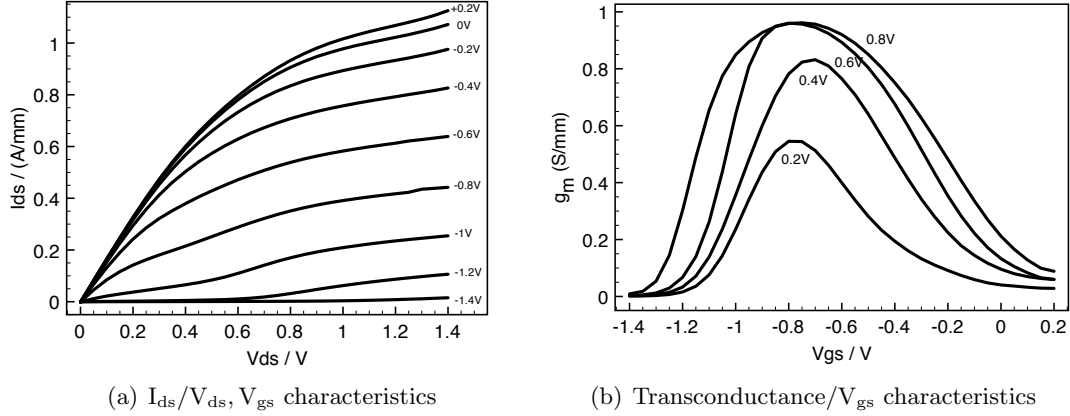 +0.2V
0V
-0.2V
-0.4V
-0.6V
-0.8V
-1V
-1.2V
-1.4V
1
0.8
0.6
0.4
0.2
0
Ids / (A/mm)
0 0.2 0.4 0.6 0.8 1 1.2 1.4
Vds / V
(a) Ids/Vds, Vgs characteristics
1
0.8
0.6
0.4
0.2
0
gm (S/mm)
0.8V
0.6V
0.4V
0.2V
-1.4 -1.2 -1 -0.8 -0.6 -0.4 -0.2 0 0.2
Vgs / V
(b) Transconductance/Vgs characteristics